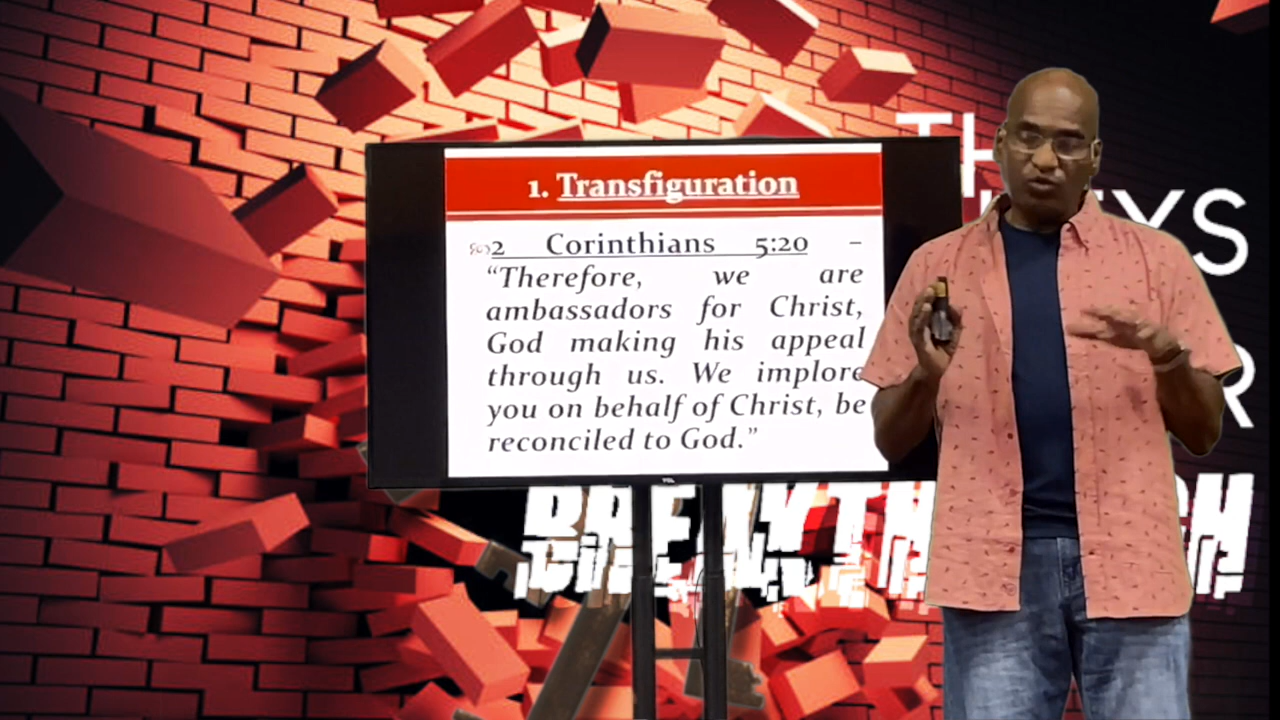 1. Transfiguration
2 Corinthians 5:20 –
“Therefore, we are
ambassadors for Christ,
God making his appeal
through us. We implore
you on behalf of Christ, be
reconciled to God.”
TCL